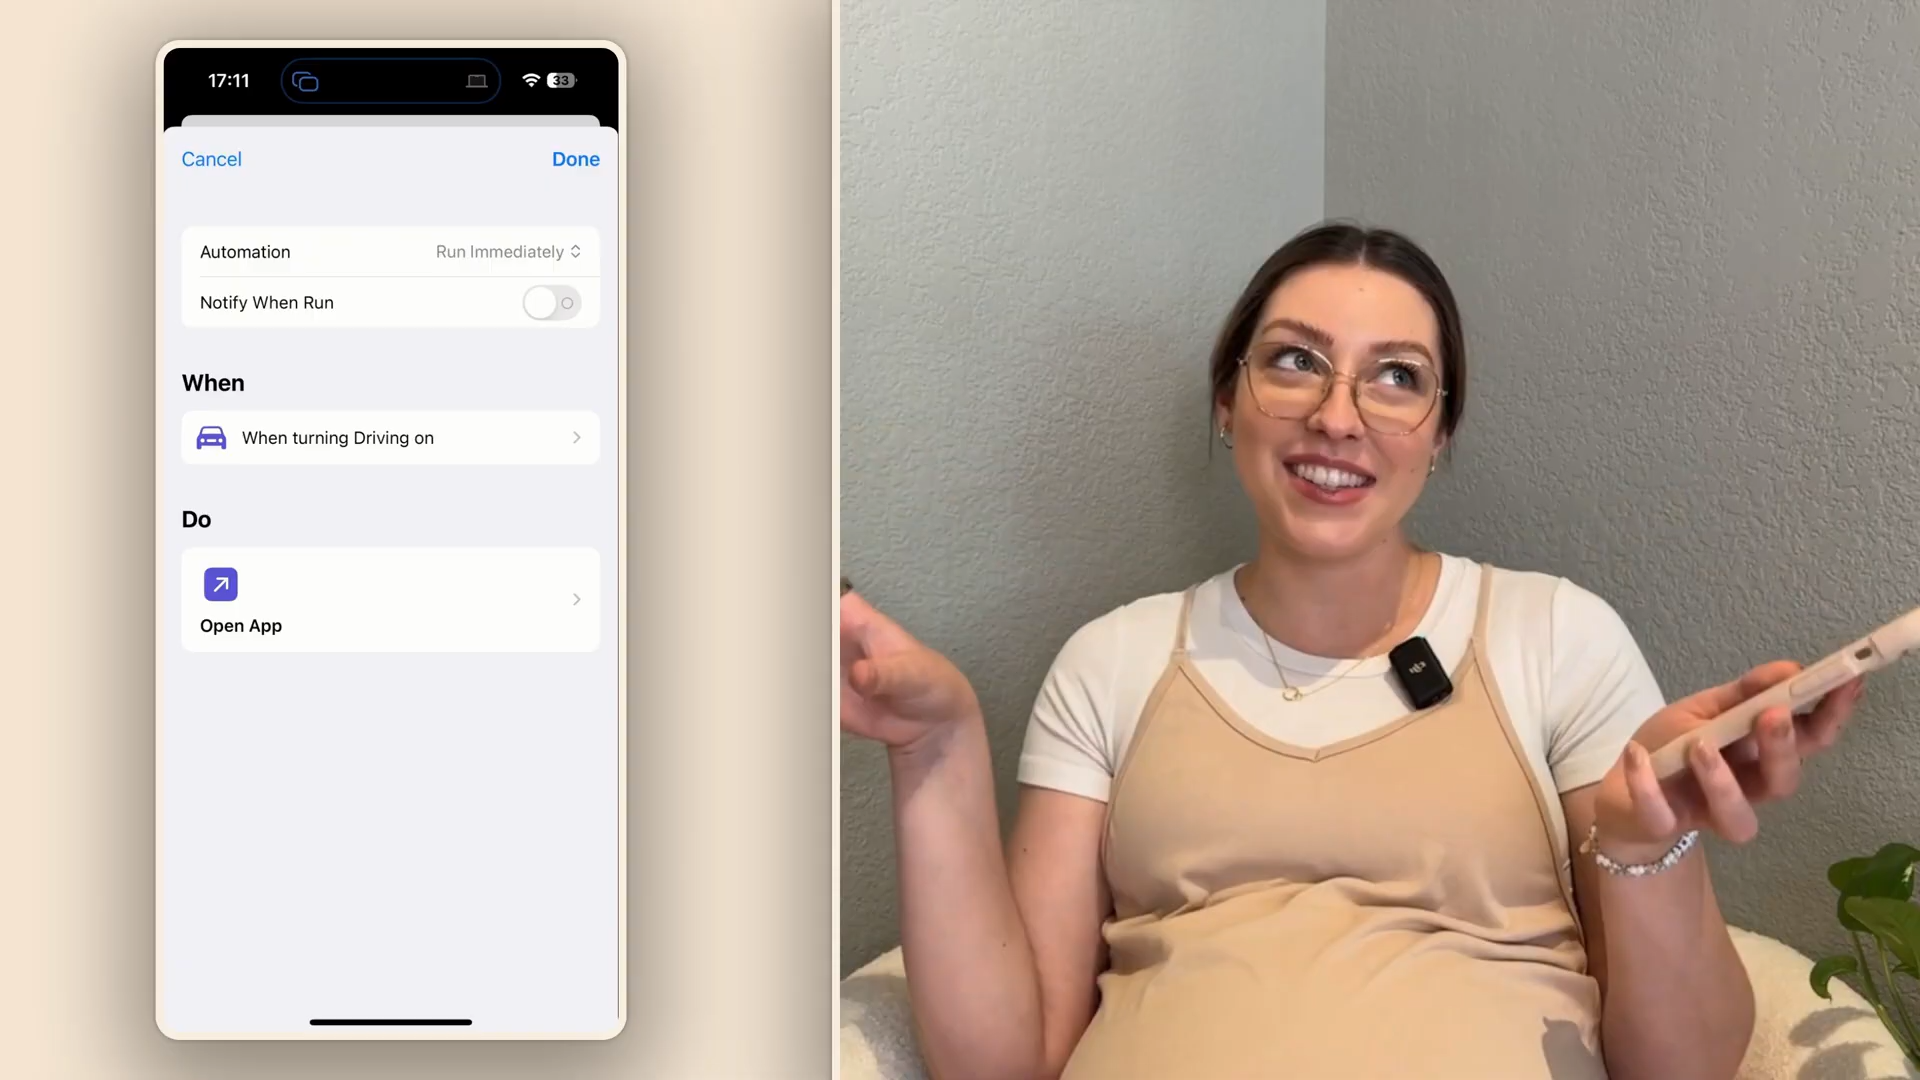 17:11
33
Cancel
Done
Automation
Run Immediately
Notify When Run
When
When turning Driving on
Do
Open App